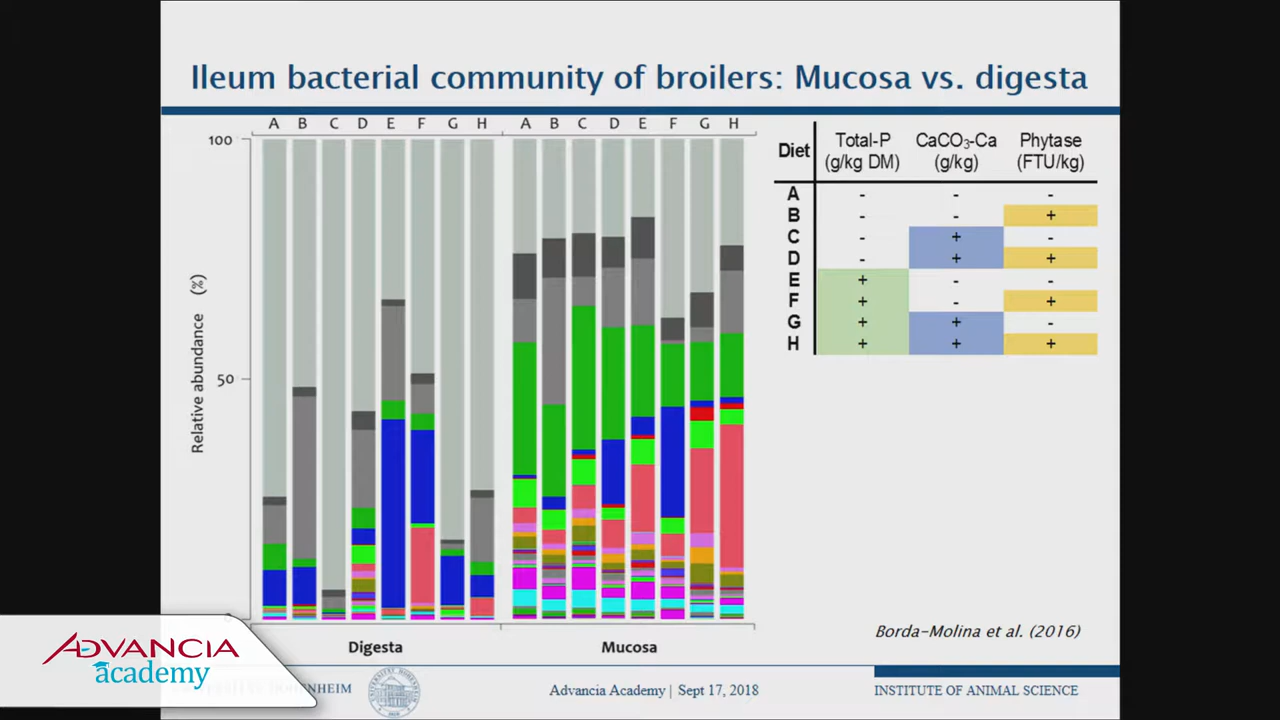 Ileum bacterial community of broilers: Mucosa vs. digesta
A B C D E F G H A B C D E F G H
100
50
0
Relative abundance (%)
Digesta
Mucosa
Diet Total-P (g/kg DM) CaCO₃-Ca (g/kg) Phytase (FTU/kg)
A - - -
B - - +
C - + -
D - + +
E + - -
F + - +
G + + -
H + + +
Borda-Molina et al. (2016)
ADVANCIA
academy
HOHENHEIM
Advancia Academy | Sept 17, 2018
INSTITUTE OF ANIMAL SCIENCE